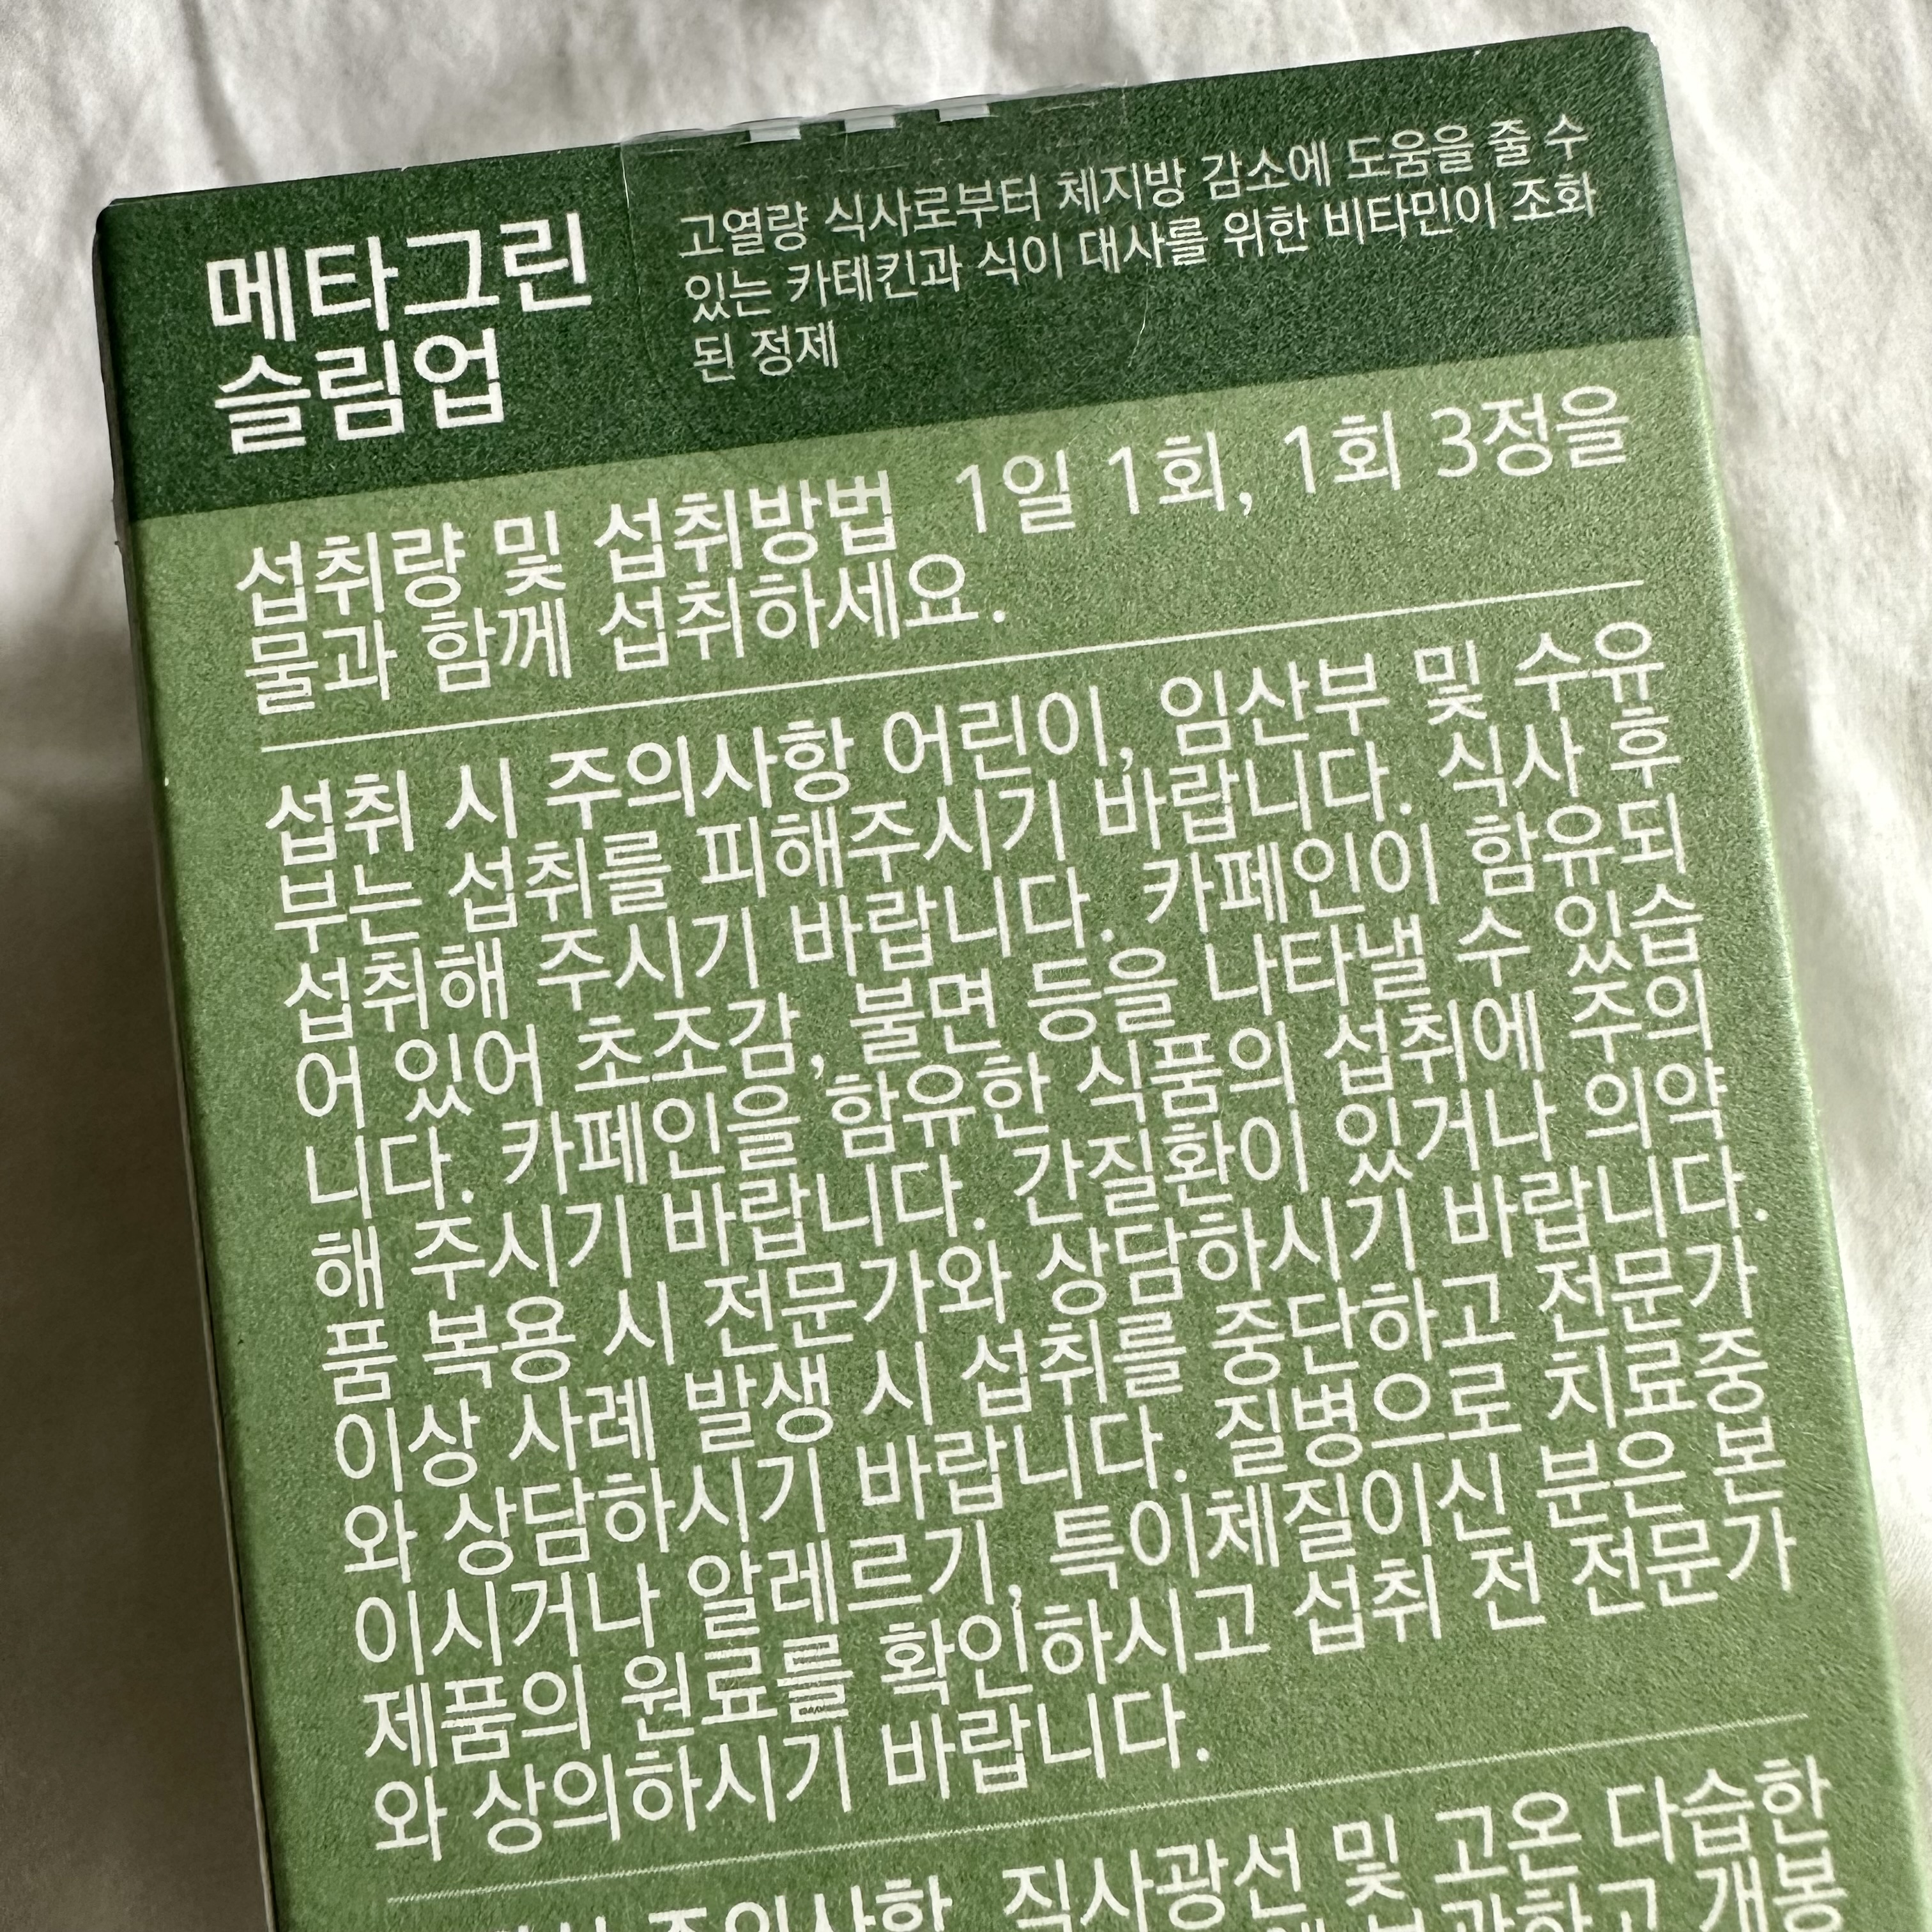 메타그린
슬림업
고열량 식사로부터 체지방 감소에 도움을 줄 수
있는 카테킨과 식이 대사를 위한 비타민이 조화
된 정제
섭취량 및 섭취방법 1일 1회, 1회 3정을
물과 함께 섭취하세요.
섭취 시 주의사항 어린이, 임산부 및 수유
부는 섭취를 피해주시기 바랍니다. 식사 후
섭취해 주시기 바랍니다. 카페인이 함유되
어 있어 초조감, 불면 등을 나타낼 수 있습
니다. 카페인을 함유한 식품의 섭취에 주의
해 주시기 바랍니다. 간질환이 있거나 의약
품 복용 시 전문가와 상담하시기 바랍니다.
이상 사례 발생 시 섭취를 중단하고 전문가
와 상담하시기 바랍니다. 질병으로 치료중
이시거나 알레르기, 특이체질이신 분은 본
제품의 원료를 확인하시고 섭취 전 전문가
와 상의하시기 바랍니다.
주의사항 직사광선 및 고온 다습한
보관하고 개봉